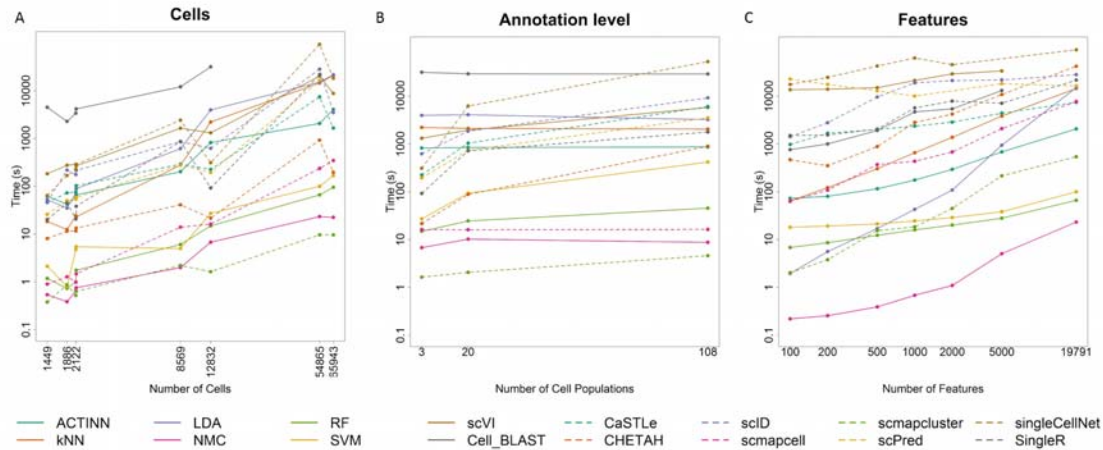 A
Cells
Time (s)
0.1
1
10
100
1000
10000
1449
1886
2122
8569
12832
54865
65943
Number of Cells
B
Annotation level
Time (s)
0.1
1
10
100
1000
10000
3
20
108
Number of Cell Populations
C
Features
Time (s)
0.1
1
10
100
1000
10000
100
200
500
1000
2000
5000
19791
Number of Features
ACTINN
LDA
RF
scVI
CaSTLe
scID
scmapcluster
singleCellNet
kNN
NMC
SVM
Cell_BLAST
CHETAH
scmapcell
scPred
SingleR